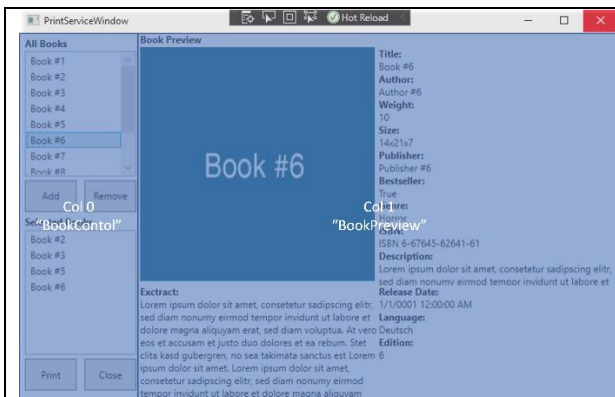 PrintServiceWindow
Hot Reload
All Books
Book #1
Book #2
Book #3
Book #4
Book #5
Book #6
Book #7
Book #8
Add
Remove
Col 0
"BookContol"
Book #2
Book #3
Book #5
Book #6
Print
Close
Book Preview
Book #6
Exctract:
Lorem ipsum dolor sit amet, consetetur sadipscing elitr,
sed diam nonumy eirmod tempor invidunt ut labore et
dolore magna aliquyam erat, sed diam voluptua. At vero
eos et accusam et justo duo dolores et ea rebum. Stet
clita kasd gubergren, no sea takimata sanctus est Lorem
ipsum dolor sit amet. Lorem ipsum dolor sit amet,
consetetur sadipscing elitr, sed diam nonumy eirmod
tempor invidunt ut labore et dolore magna aliquyam
Title:
Book #6
Author:
Author #6
Weight:
10
Size:
14x21x7
Publisher:
Publisher #6
Bestseller:
True
Genre:
Horror
Col 1
"BookPreview"
ISBN:
ISBN 6-67645-62641-61
Description:
Lorem ipsum dolor sit amet, consetetur sadipscing elitr,
sed diam nonumy eirmod tempor invidunt ut labore et
Release Date:
1/1/0001 12:00:00 AM
Language:
Deutsch
Edition:
6